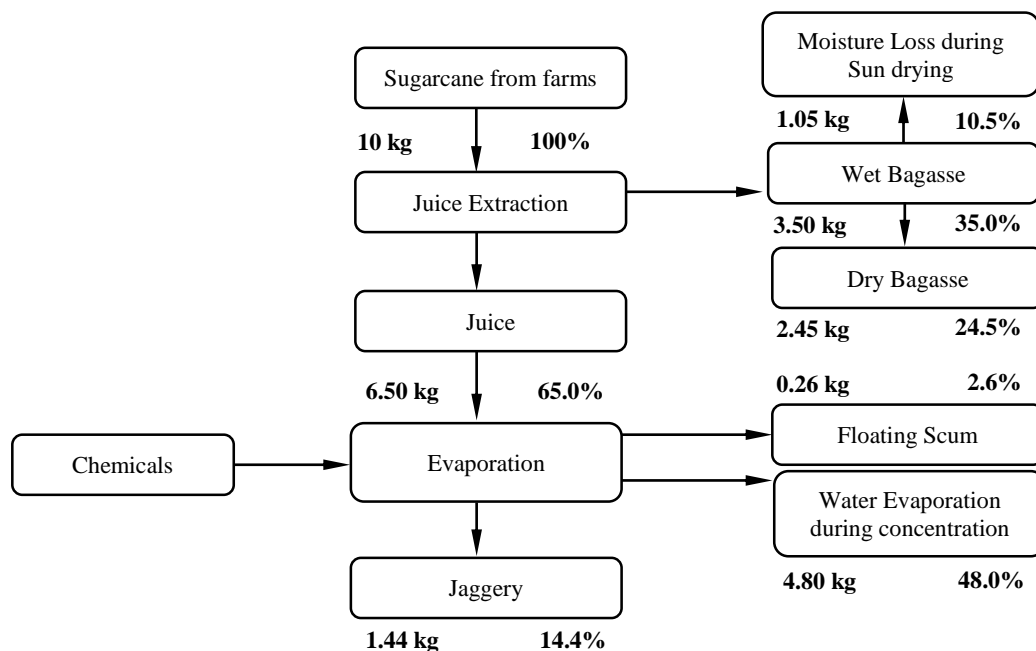 Moisture Loss during
Sun drying
Sugarcane from farms
1.05 kg 10.5%
10 kg 100%
Wet Bagasse
Juice Extraction
3.50 kg 35.0%
Dry Bagasse
Juice
2.45 kg 24.5%
6.50 kg 65.0%
0.26 kg 2.6%
Floating Scum
Chemicals
Evaporation
Water Evaporation
during concentration
4.80 kg 48.0%
Jaggery
1.44 kg 14.4%